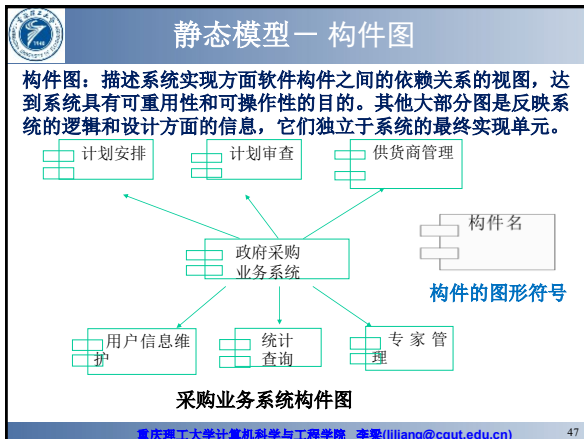 静态模型－ 构件图
构件图：描述系统实现方面软件构件之间的依赖关系的视图，达
到系统具有可重用性和可操作性的目的。其他大部分图是反映系
统的逻辑和设计方面的信息，它们独立于系统的最终实现单元。
计划安排
计划审查
供货商管理
构件名
政府采购
业务系统
构件的图形符号
用户信息维
护
统计
查询
专 家 管
理
采购业务系统构件图
重庆理工大学计算机科学与工程学院 李梁(liliang@cqut.edu.cn)
47